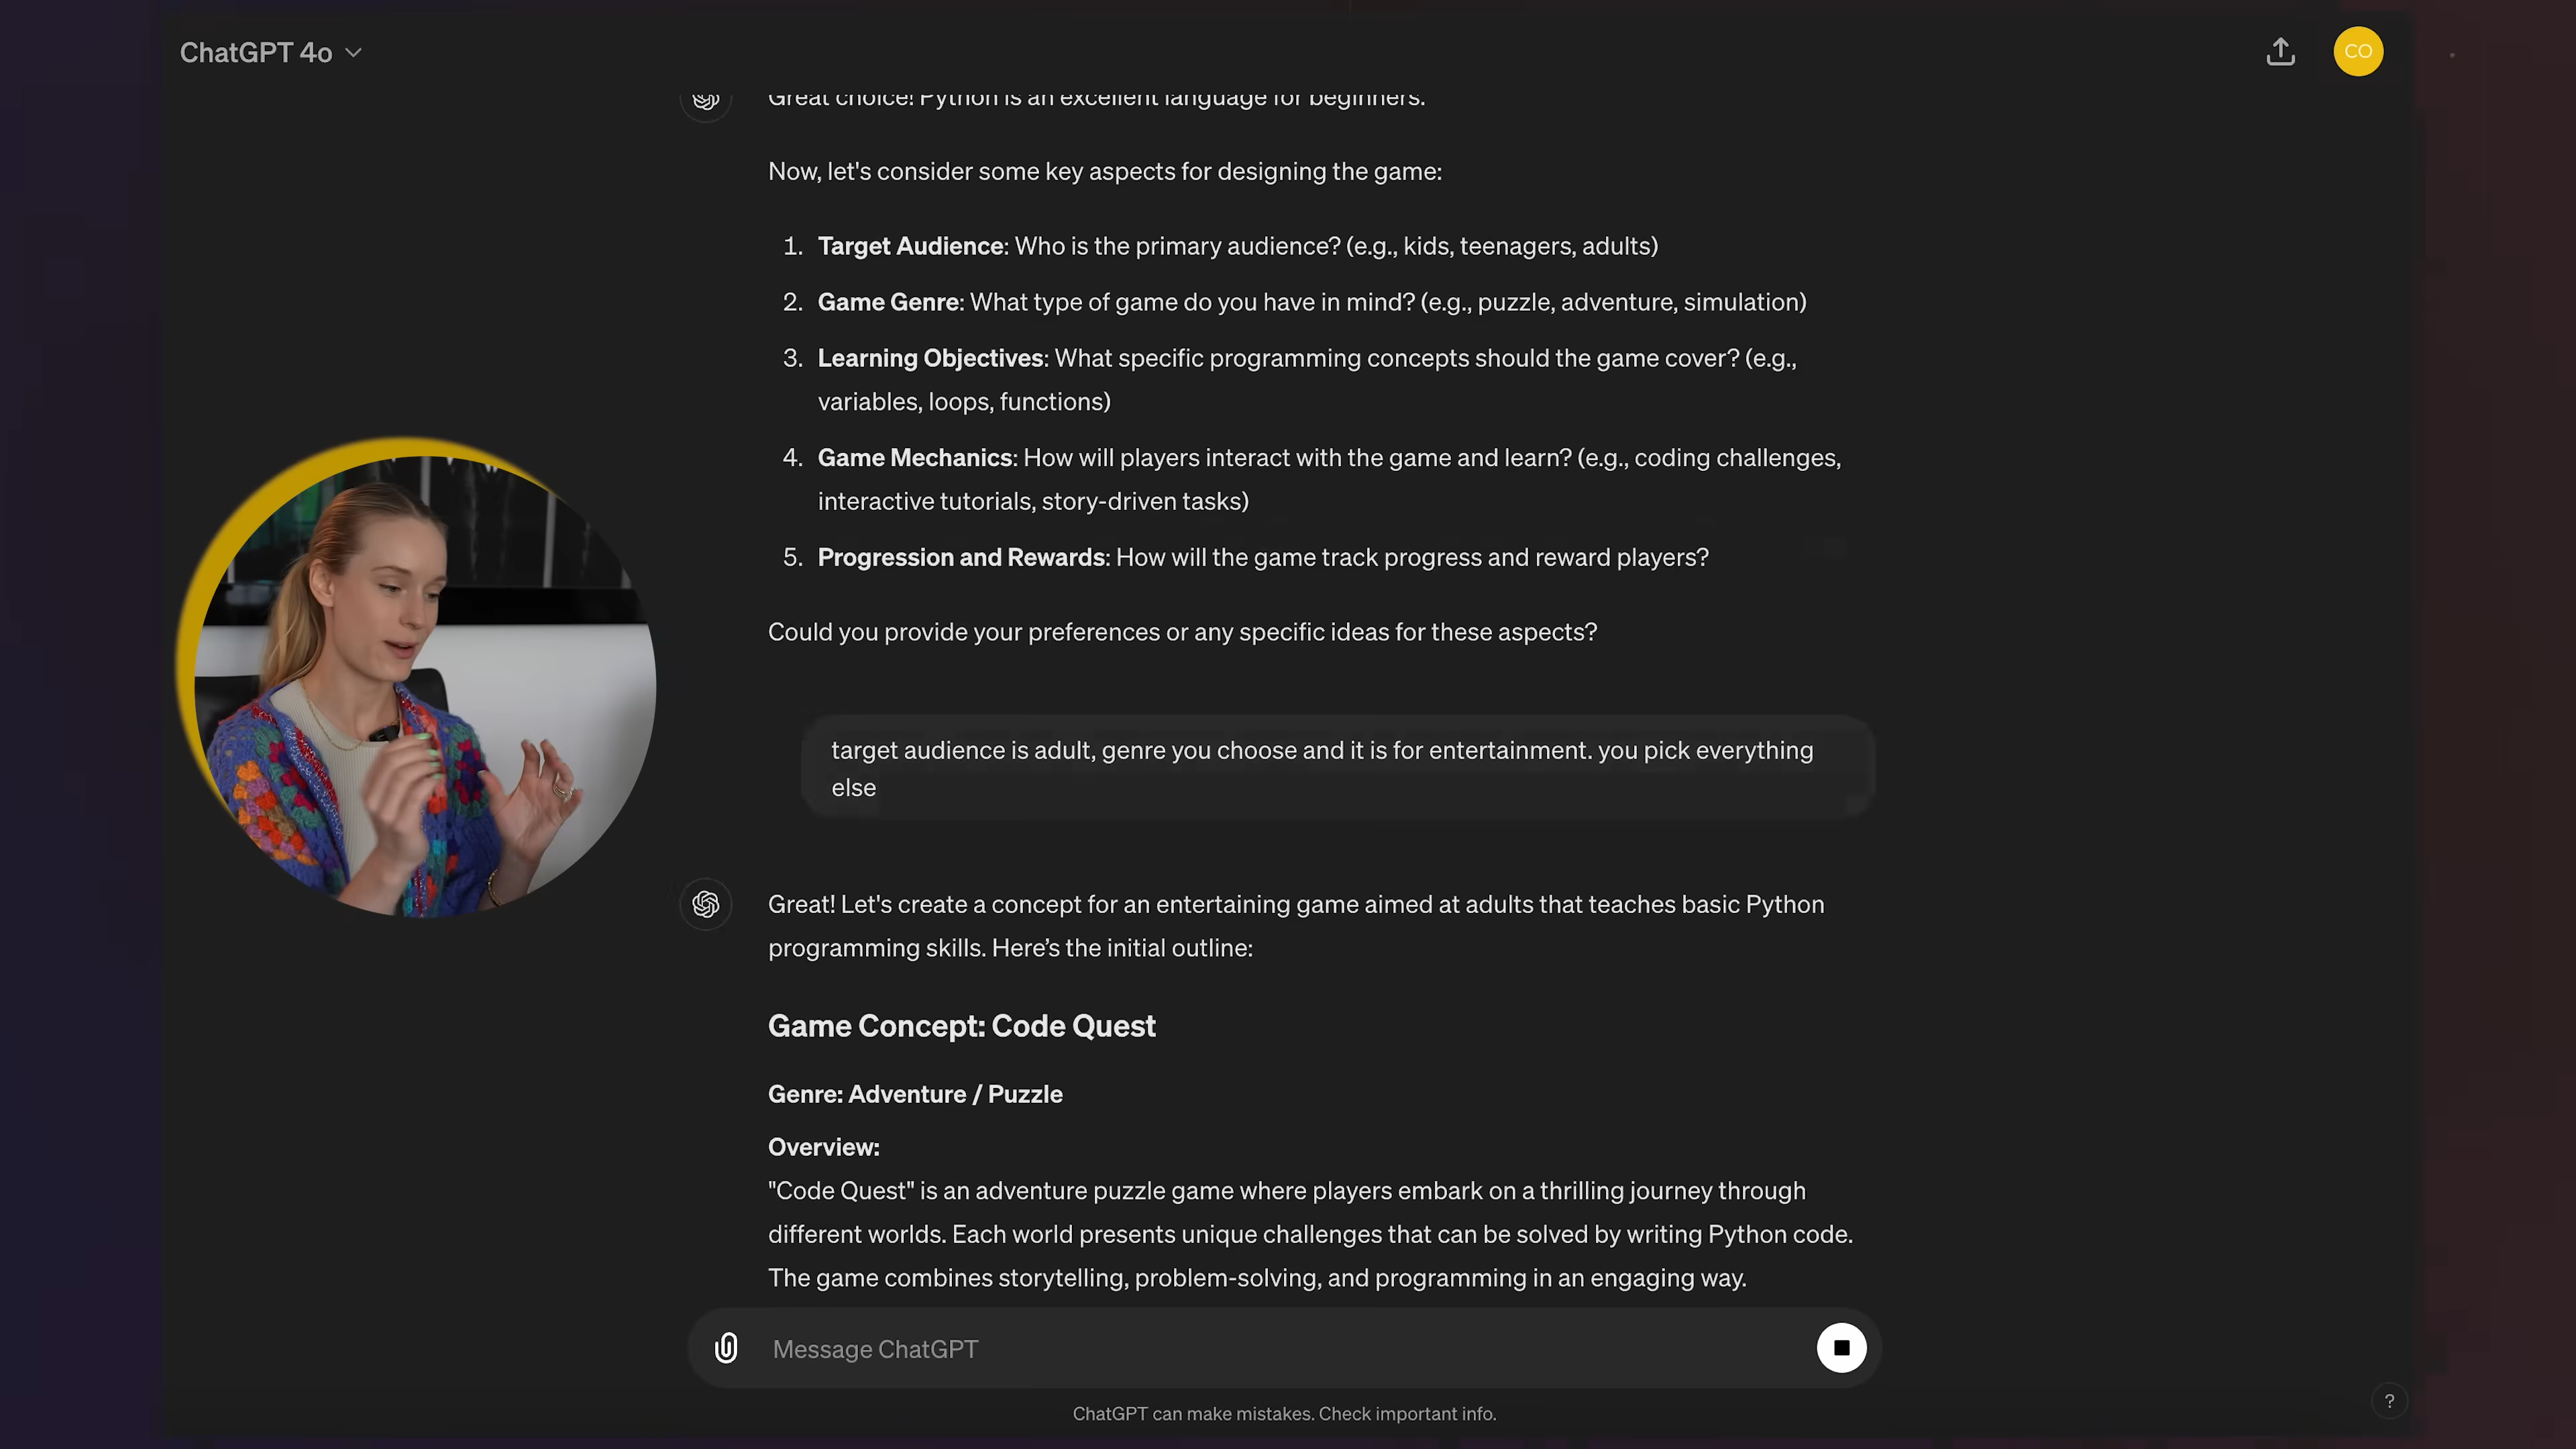 ChatGPT 4o
CO
Great choice! Python is an excellent language for beginners.
Now, let's consider some key aspects for designing the game:
1. Target Audience: Who is the primary audience? (e.g., kids, teenagers, adults)
2. Game Genre: What type of game do you have in mind? (e.g., puzzle, adventure, simulation)
3. Learning Objectives: What specific programming concepts should the game cover? (e.g.,
variables, loops, functions)
4. Game Mechanics: How will players interact with the game and learn? (e.g., coding challenges,
interactive tutorials, story-driven tasks)
5. Progression and Rewards: How will the game track progress and reward players?
Could you provide your preferences or any specific ideas for these aspects?
target audience is adult, genre you choose and it is for entertainment. you pick everything
else
Great! Let's create a concept for an entertaining game aimed at adults that teaches basic Python
programming skills. Here’s the initial outline:
Game Concept: Code Quest
Genre: Adventure / Puzzle
Overview:
"Code Quest" is an adventure puzzle game where players embark on a thrilling journey through
different worlds. Each world presents unique challenges that can be solved by writing Python code.
The game combines storytelling, problem-solving, and programming in an engaging way.
Message ChatGPT
ChatGPT can make mistakes. Check important info.
?